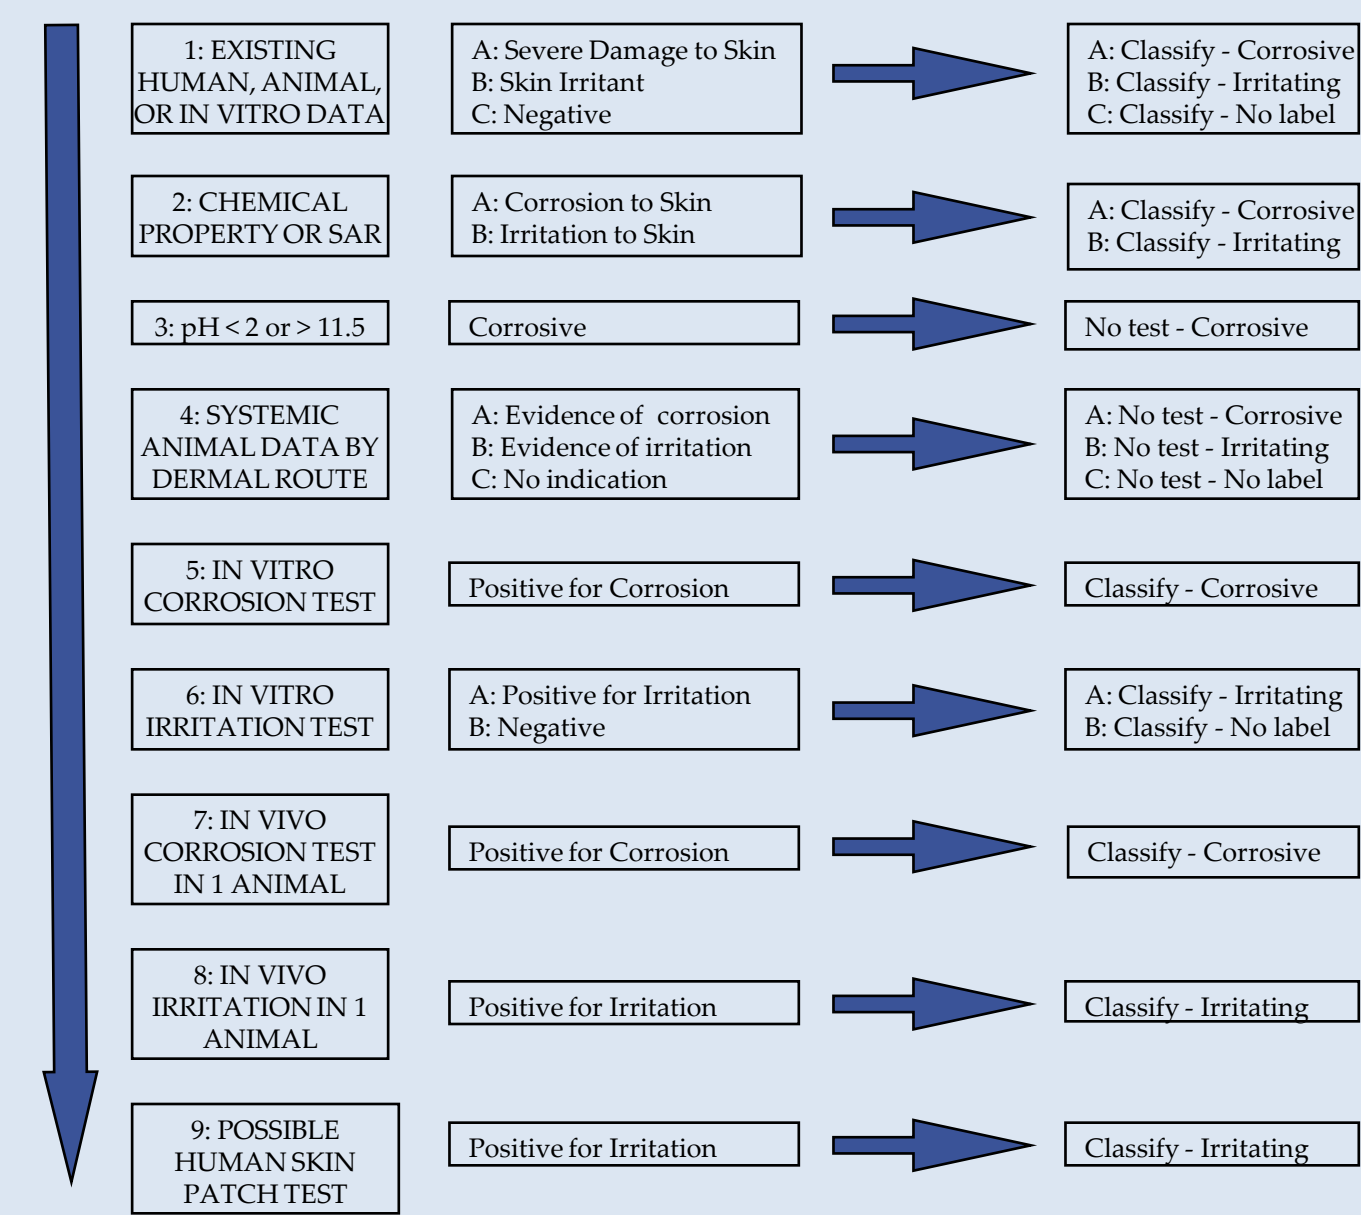 1: EXISTING
HUMAN, ANIMAL,
OR IN VITRO DATA
A: Severe Damage to Skin
B: Skin Irritant
C: Negative
A: Classify - Corrosive
B: Classify - Irritating
C: Classify - No label
2: CHEMICAL
PROPERTY OR SAR
A: Corrosion to Skin
B: Irritation to Skin
A: Classify - Corrosive
B: Classify - Irritating
3: pH < 2 or > 11.5
Corrosive
No test - Corrosive
4: SYSTEMIC
ANIMAL DATA BY
DERMAL ROUTE
A: Evidence of corrosion
B: Evidence of irritation
C: No indication
A: No test - Corrosive
B: No test - Irritating
C: No test - No label
5: IN VITRO
CORROSION TEST
Positive for Corrosion
Classify - Corrosive
6: IN VITRO
IRRITATION TEST
A: Positive for Irritation
B: Negative
A: Classify - Irritating
B: Classify - No label
7: IN VIVO
CORROSION TEST
IN 1 ANIMAL
Positive for Corrosion
Classify - Corrosive
8: IN VIVO
IRRITATION IN 1
ANIMAL
Positive for Irritation
Classify - Irritating
9: POSSIBLE
HUMAN SKIN
PATCH TEST
Positive for Irritation
Classify - Irritating